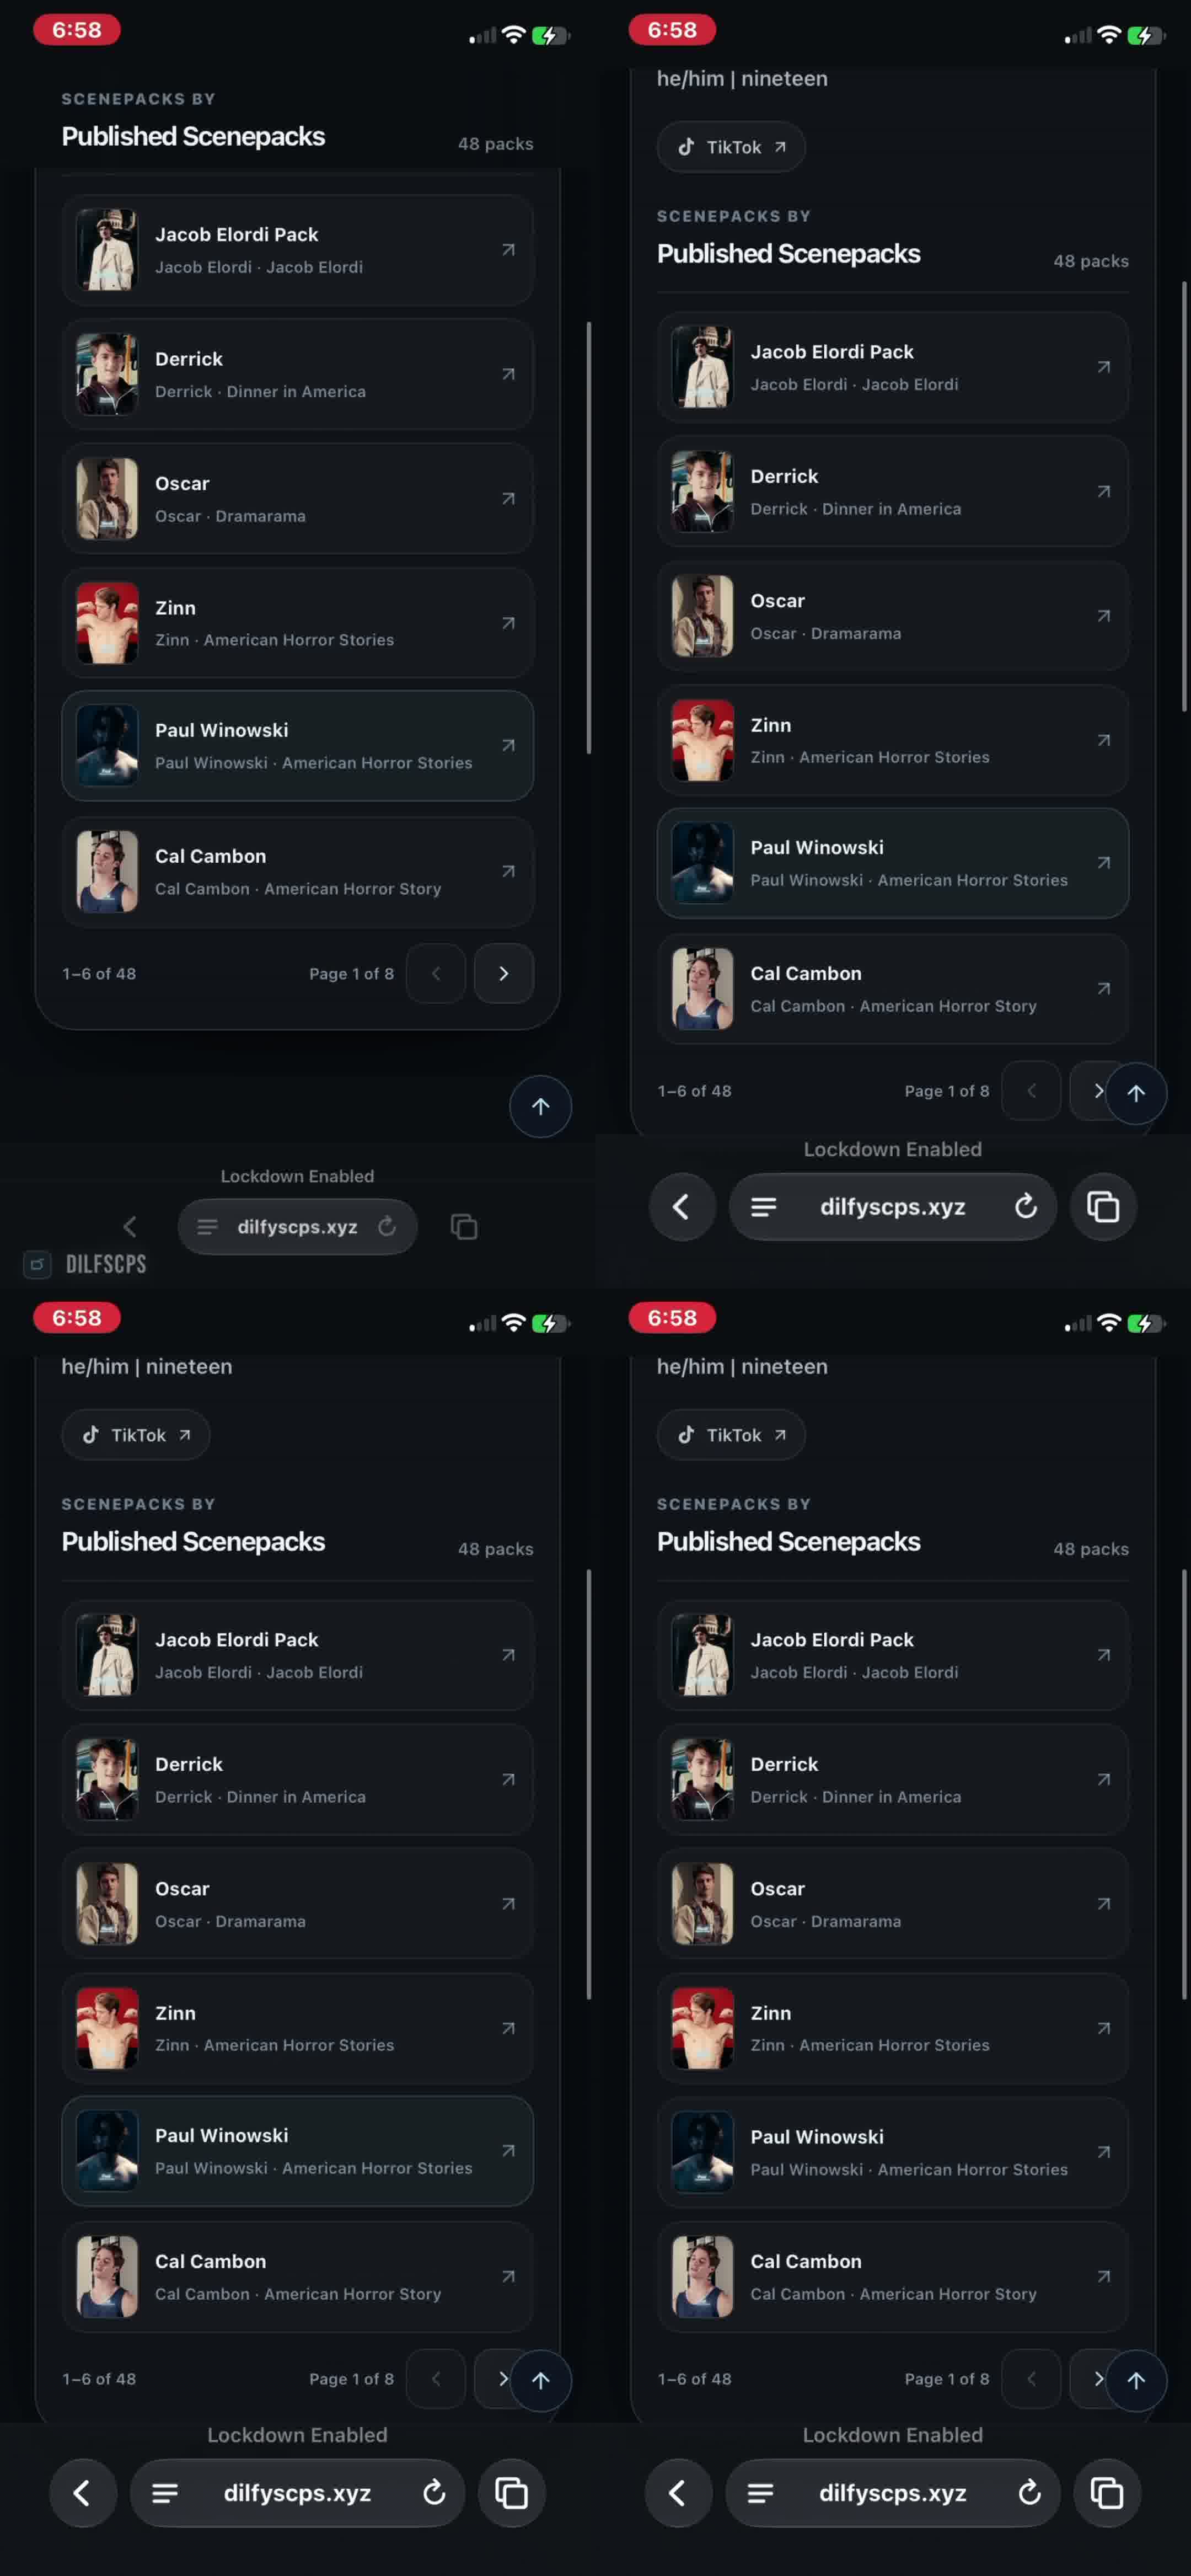 6:58
SCENEPACKS BY
Published Scenepacks
48 packs
Jacob Elordi Pack
Jacob Elordi · Jacob Elordi
Derrick
Derrick · Dinner in America
Oscar
Oscar · Dramarama
Zinn
Zinn · American Horror Stories
Paul Winowski
Paul Winowski · American Horror Stories
Cal Cambon
Cal Cambon · American Horror Story
1–6 of 48
Page 1 of 8
Lockdown Enabled
dilfyscps.xyz
DILFSCPS
6:58
he/him | nineteen
TikTok
SCENEPACKS BY
Published Scenepacks
48 packs
Jacob Elordi Pack
Jacob Elordi · Jacob Elordi
Derrick
Derrick · Dinner in America
Oscar
Oscar · Dramarama
Zinn
Zinn · American Horror Stories
Paul Winowski
Paul Winowski · American Horror Stories
Cal Cambon
Cal Cambon · American Horror Story
1–6 of 48
Page 1 of 8
Lockdown Enabled
dilfyscps.xyz
6:58
he/him | nineteen
TikTok
SCENEPACKS BY
Published Scenepacks
48 packs
Jacob Elordi Pack
Jacob Elordi · Jacob Elordi
Derrick
Derrick · Dinner in America
Oscar
Oscar · Dramarama
Zinn
Zinn · American Horror Stories
Paul Winowski
Paul Winowski · American Horror Stories
Cal Cambon
Cal Cambon · American Horror Story
1–6 of 48
Page 1 of 8
Lockdown Enabled
dilfyscps.xyz
6:58
he/him | nineteen
TikTok
SCENEPACKS BY
Published Scenepacks
48 packs
Jacob Elordi Pack
Jacob Elordi · Jacob Elordi
Derrick
Derrick · Dinner in America
Oscar
Oscar · Dramarama
Zinn
Zinn · American Horror Stories
Paul Winowski
Paul Winowski · American Horror Stories
Cal Cambon
Cal Cambon · American Horror Story
1–6 of 48
Page 1 of 8
Lockdown Enabled
dilfyscps.xyz